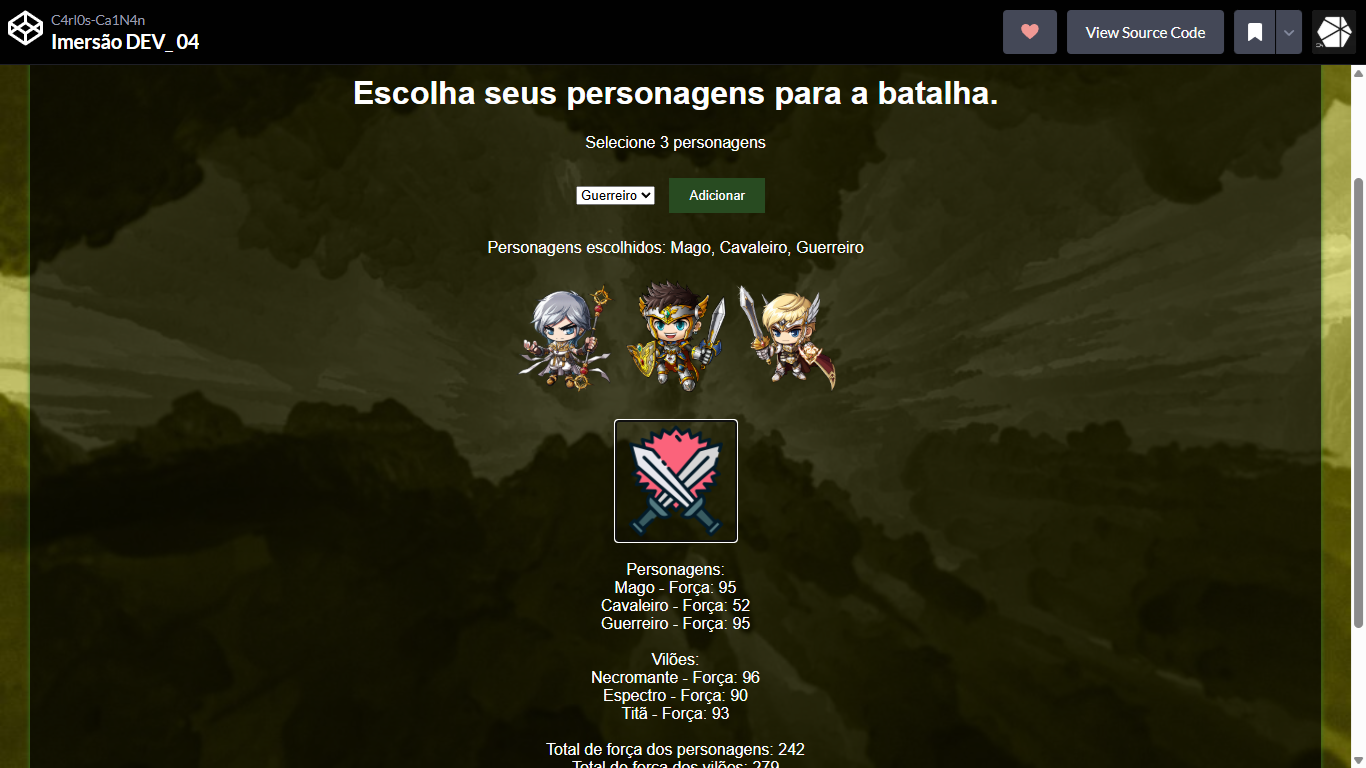 C4rl0s-Ca1N4n
Imersão DEV_ 04
View Source Code
Escolha seus personagens para a batalha.
Selecione 3 personagens
Guerreiro
Adicionar
Personagens escolhidos: Mago, Cavaleiro, Guerreiro
Personagens:
Mago - Força: 95
Cavaleiro - Força: 52
Guerreiro - Força: 95
Vilões:
Necromante - Força: 96
Espectro - Força: 90
Titã - Força: 93
Total de força dos personagens: 242
Total de força dos vilões: 279